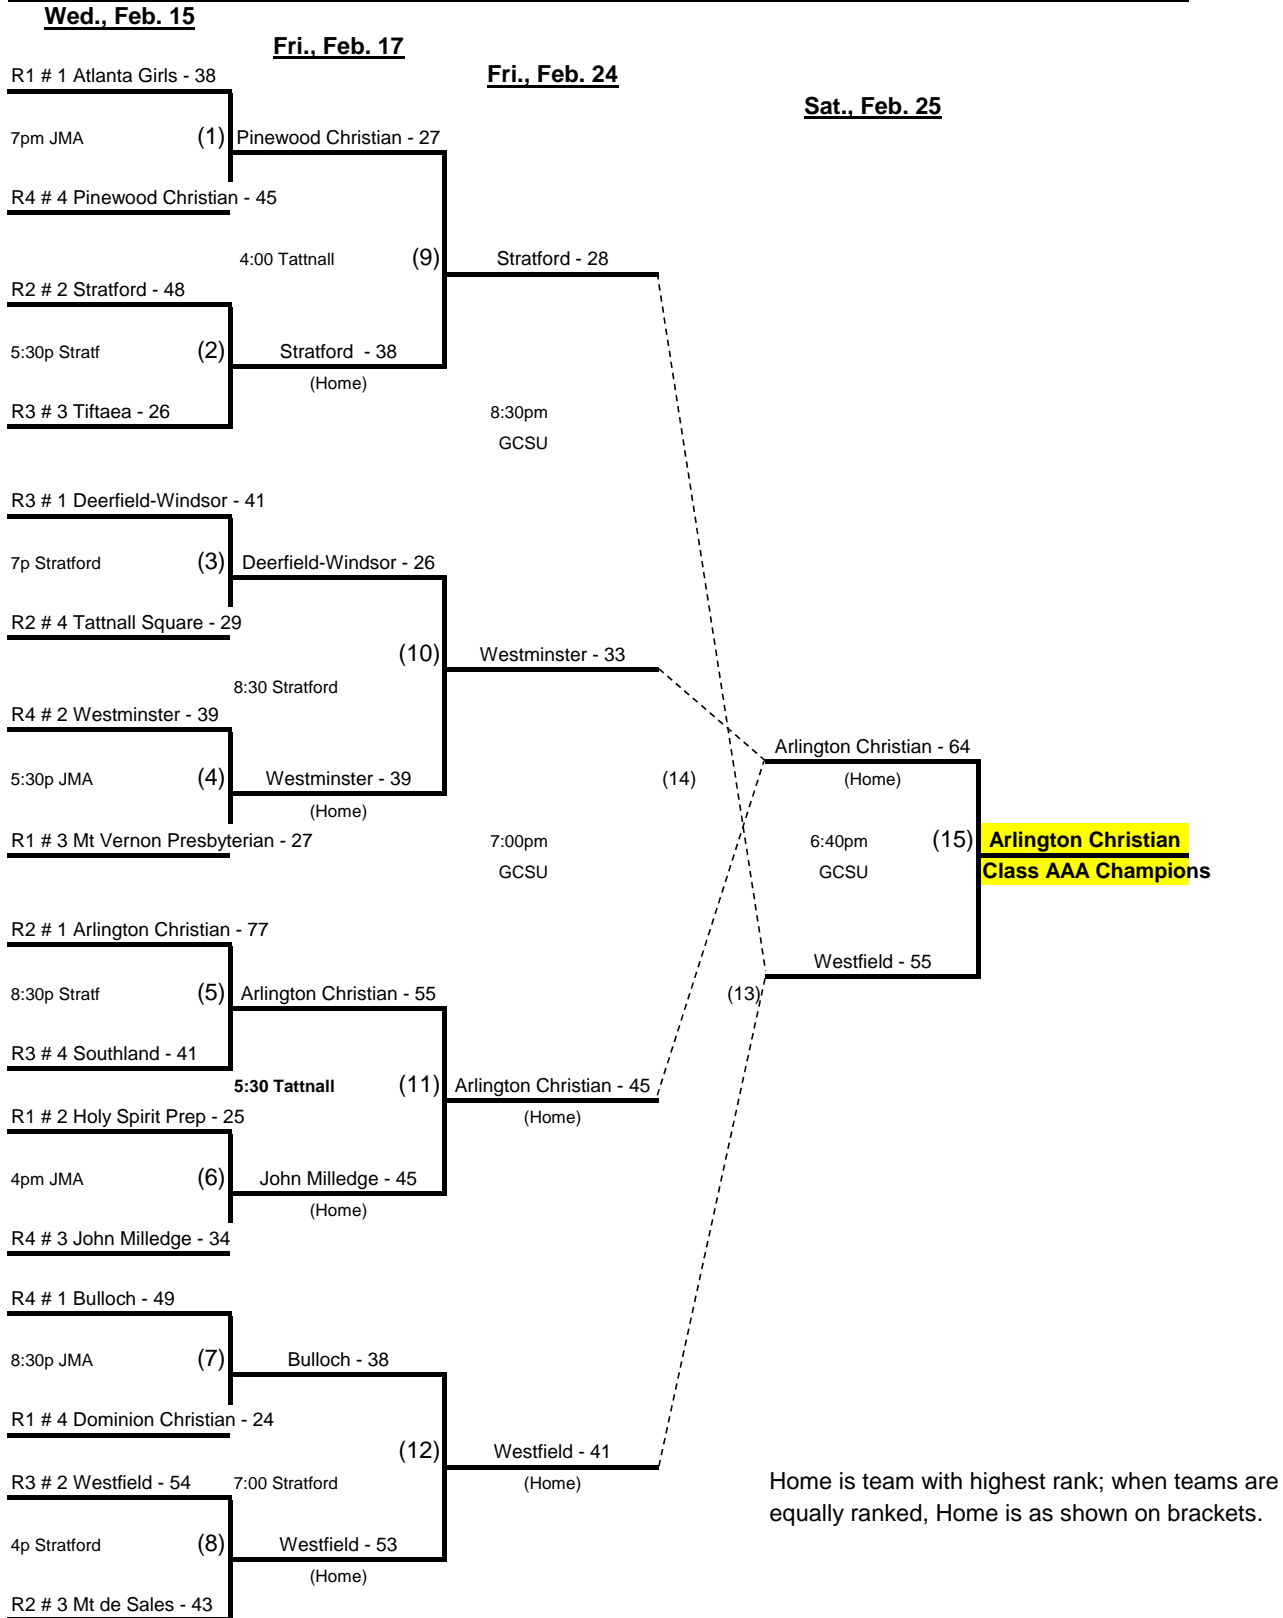 Wed., Feb. 15
Fri., Feb. 17
Fri., Feb. 24
Sat., Feb. 25
R1 # 1 Atlanta Girls - 38
7pm JMA
(1)
Pinewood Christian - 27
R4 # 4 Pinewood Christian - 45
4:00 Tattnall
(9)
Stratford - 28
R2 # 2 Stratford - 48
5:30p Stratf
(2)
Stratford - 38
(Home)
R3 # 3 Tiftaea - 26
8:30pm
GCSU
R3 # 1 Deerfield-Windsor - 41
7p Stratford
(3)
Deerfield-Windsor - 26
R2 # 4 Tattnall Square - 29
(10)
Westminster - 33
8:30 Stratford
R4 # 2 Westminster - 39
5:30p JMA
(4)
Westminster - 39
(Home)
R1 # 3 Mt Vernon Presbyterian - 27
(14)
Arlington Christian - 64
(Home)
7:00pm
GCSU
6:40pm
GCSU
(15)
Arlington Christian
Class AAA Champions
R2 # 1 Arlington Christian - 77
8:30p Stratf
(5)
Arlington Christian - 55
Westfield - 55
(13)
R3 # 4 Southland - 41
5:30 Tattnall
(11)
Arlington Christian - 45
(Home)
R1 # 2 Holy Spirit Prep - 25
4pm JMA
(6)
John Milledge - 45
(Home)
R4 # 3 John Milledge - 34
R4 # 1 Bulloch - 49
8:30p JMA
(7)
Bulloch - 38
R1 # 4 Dominion Christian - 24
(12)
Westfield - 41
(Home)
R3 # 2 Westfield - 54
7:00 Stratford
4p Stratford
(8)
Westfield - 53
(Home)
R2 # 3 Mt de Sales - 43
Home is team with highest rank; when teams are
equally ranked, Home is as shown on brackets.